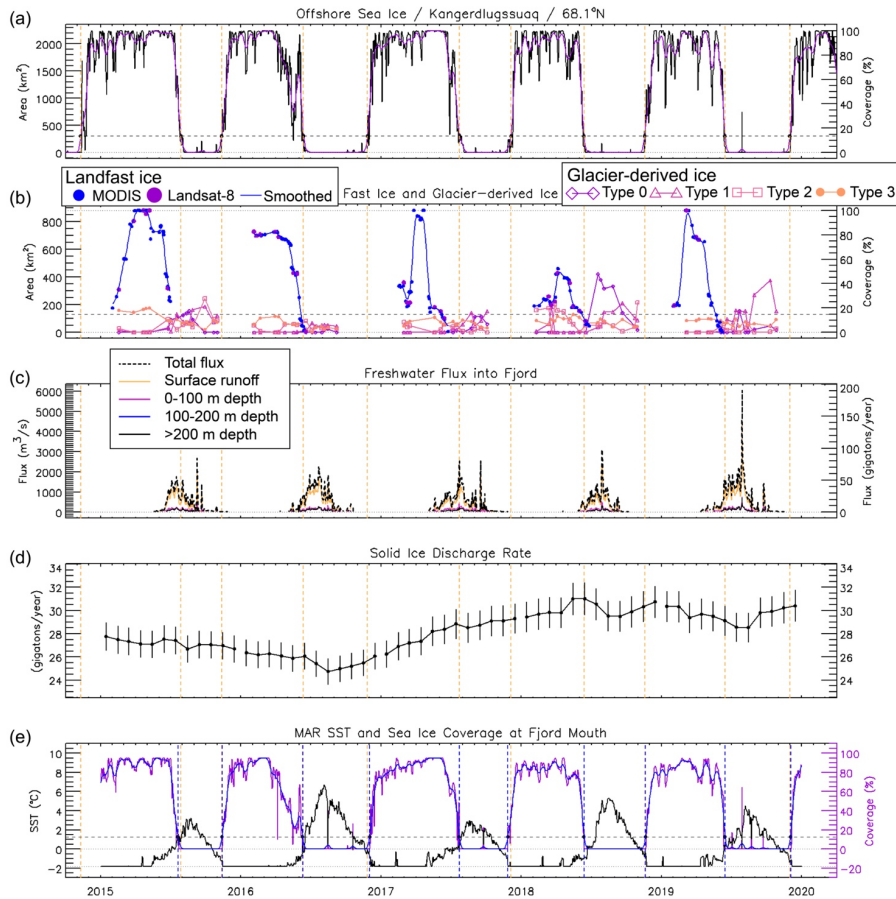 (a)
Offshore Sea Ice / Kangerdlugssuaq / 68.1°N
2000
1500
1000
500
0
Area (km²)
100
80
60
40
20
0
Coverage (%)
Landfast ice
MODIS Landsat-8 Smoothed
Glacier-derived ice
Type 0 Type 1 Type 2 Type 3
(b)
Fast Ice and Glacier-derived Ice
800
600
400
200
0
Area (km²)
100
80
60
40
20
0
Coverage (%)
Total flux
Surface runoff
0-100 m depth
100-200 m depth
>200 m depth
(c)
Freshwater Flux into Fjord
6000
5000
4000
3000
2000
1000
0
Flux (m³/s)
200
150
100
50
0
Flux (gigatons/year)
(d)
Solid Ice Discharge Rate
34
32
30
28
26
24
(gigatons/year)
34
32
30
28
26
24
(e)
MAR SST and Sea Ice Coverage at Fjord Mouth
10
8
6
4
2
0
-2
SST (°C)
100
80
60
40
20
0
-20
Coverage (%)
2015 2016 2017 2018 2019 2020